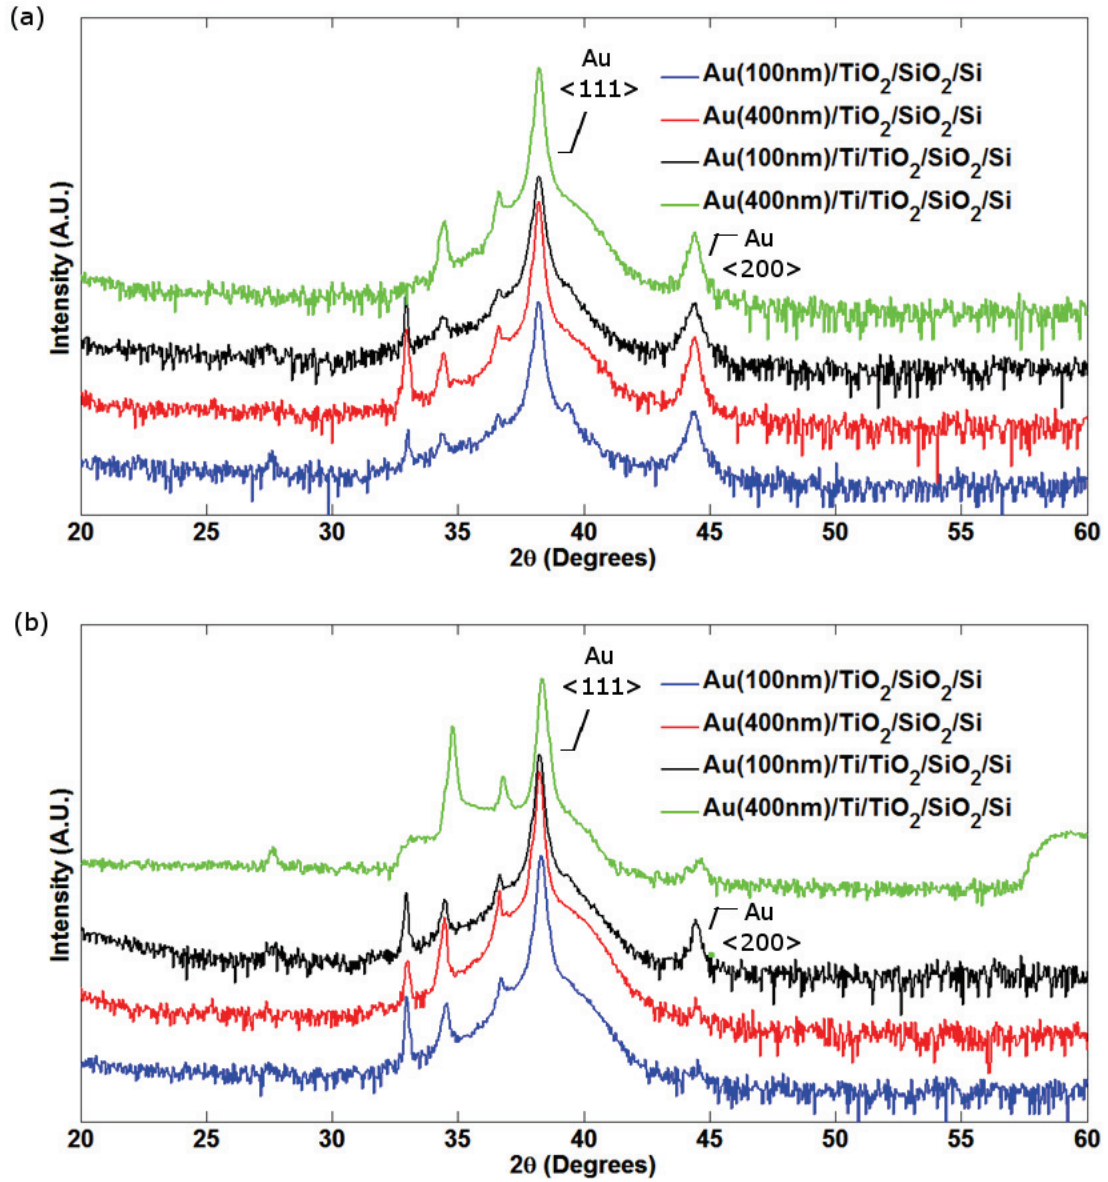 (a)
Au
<111>
Au(100nm)/TiO2/SiO2/Si
Au(400nm)/TiO2/SiO2/Si
Au(100nm)/Ti/TiO2/SiO2/Si
Au(400nm)/Ti/TiO2/SiO2/Si
Au
<200>
Intensity (A.U.)
20 25 30 35 40 45 50 55 60
2θ (Degrees)
(b)
Au
<111>
Au(100nm)/TiO2/SiO2/Si
Au(400nm)/TiO2/SiO2/Si
Au(100nm)/Ti/TiO2/SiO2/Si
Au(400nm)/Ti/TiO2/SiO2/Si
Au
<200>
Intensity (A.U.)
20 25 30 35 40 45 50 55 60
2θ (Degrees)